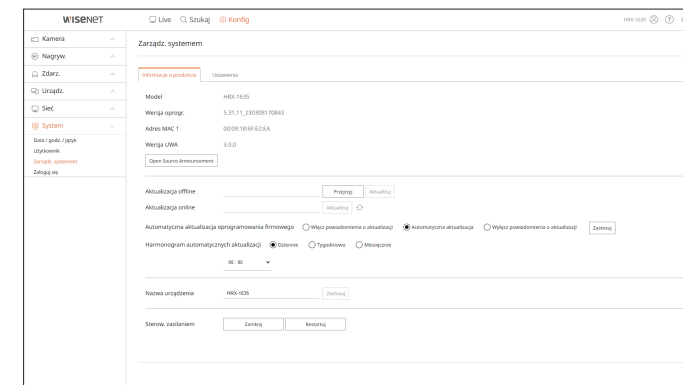 WISENET Live Szukaj Konfig HRX-1635
Kamera
Nagryw.
Zdarz.
Urządz.
Sieć
System
Data / godz. / język
Użytkownik
Zarządz. systemem
Zaloguj się
Zarządz. systemem
Informacje o produkcie Ustawienia
Model HRX-1635
Wersja oprogr. 5.31.11_230308170843
Adres MAC 1 00:09:18:6F:62:EA
Wersja UWA 3.0.0
Open Source Announcement
Aktualizacja offline Przejrzyj Aktualizuj
Aktualizacja online Aktualizuj
Automatyczna aktualizacja oprogramowania firmowego Włącz powiadomienia o aktualizacji Automatyczna aktualizacja Wyłącz powiadomienia o aktualizacji Zastosuj
Harmonogram automatycznych aktualizacji Dziennie Tygodniowo Miesięcznie
00 : 00
Nazwa urządzenia HRX-1635 Zastosuj
Sterow. zasilaniem Zamknij Restartuj